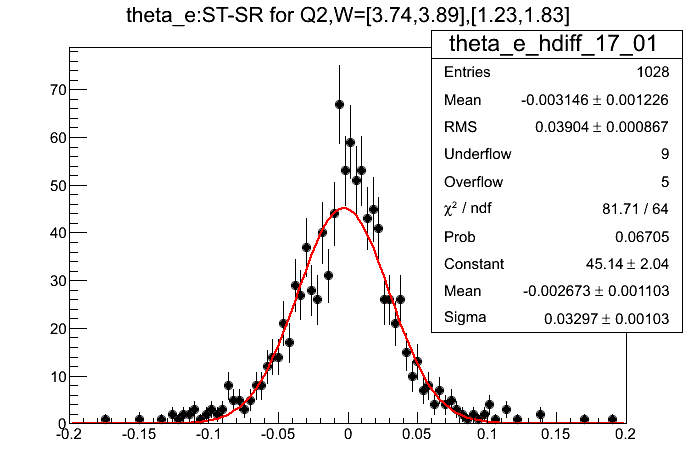 theta_e:ST-SR for Q2,W=[3.74,3.89],[1.23,1.83]
theta_e_hdiff_17_01
Entries 1028
Mean -0.003146 ± 0.001226
RMS 0.03904 ± 0.000867
Underflow 9
Overflow 5
χ² / ndf 81.71 / 64
Prob 0.06705
Constant 45.14 ± 2.04
Mean -0.002673 ± 0.001103
Sigma 0.03297 ± 0.00103
70
60
50
40
30
20
10
0
-0.2 -0.15 -0.1 -0.05 0 0.05 0.1 0.15 0.2